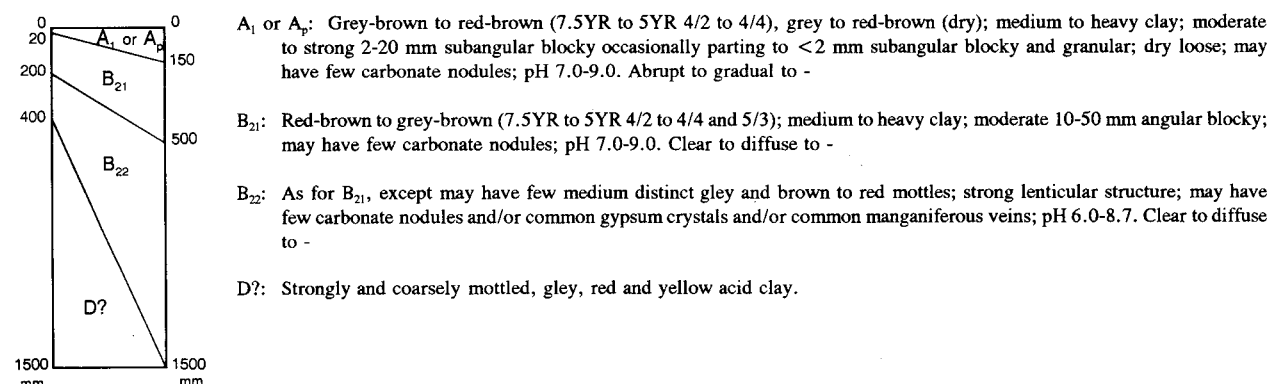 0
20
200
400
1500
mm
A₁ or Aₚ
B₂₁
B₂₂
D?
0
150
500
1500
mm
A₁ or Aₚ: Grey-brown to red-brown (7.5YR to 5YR 4/2 to 4/4), grey to red-brown (dry); medium to heavy clay; moderate
to strong 2-20 mm subangular blocky occasionally parting to <2 mm subangular blocky and granular; dry loose; may
have few carbonate nodules; pH 7.0-9.0. Abrupt to gradual to -
B₂₁: Red-brown to grey-brown (7.5YR to 5YR 4/2 to 4/4 and 5/3); medium to heavy clay; moderate 10-50 mm angular blocky;
may have few carbonate nodules; pH 7.0-9.0. Clear to diffuse to -
B₂₂: As for B₂₁, except may have few medium distinct gley and brown to red mottles; strong lenticular structure; may have
few carbonate nodules and/or common gypsum crystals and/or common manganiferous veins; pH 6.0-8.7. Clear to diffuse
to -
D?: Strongly and coarsely mottled, gley, red and yellow acid clay.